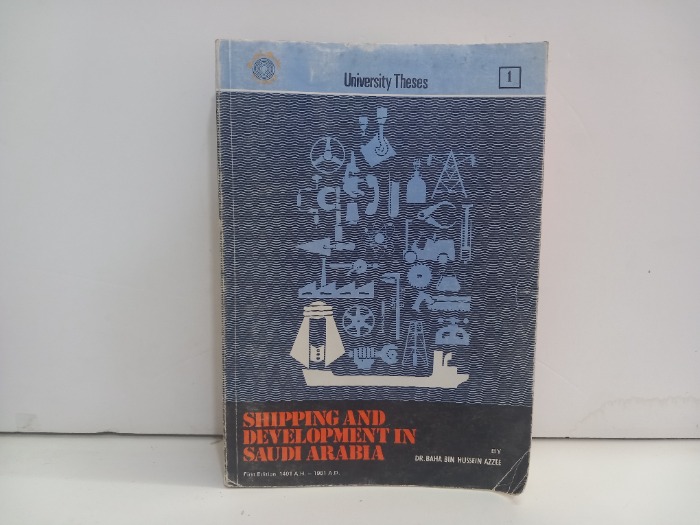 University Theses
1
SHIPPING AND
DEVELOPMENT IN
SAUDI ARABIA
BY
DR. BAHA BIN HUSSEIN AZZEE
First Edition 1401 A.H. – 1981 A.D.